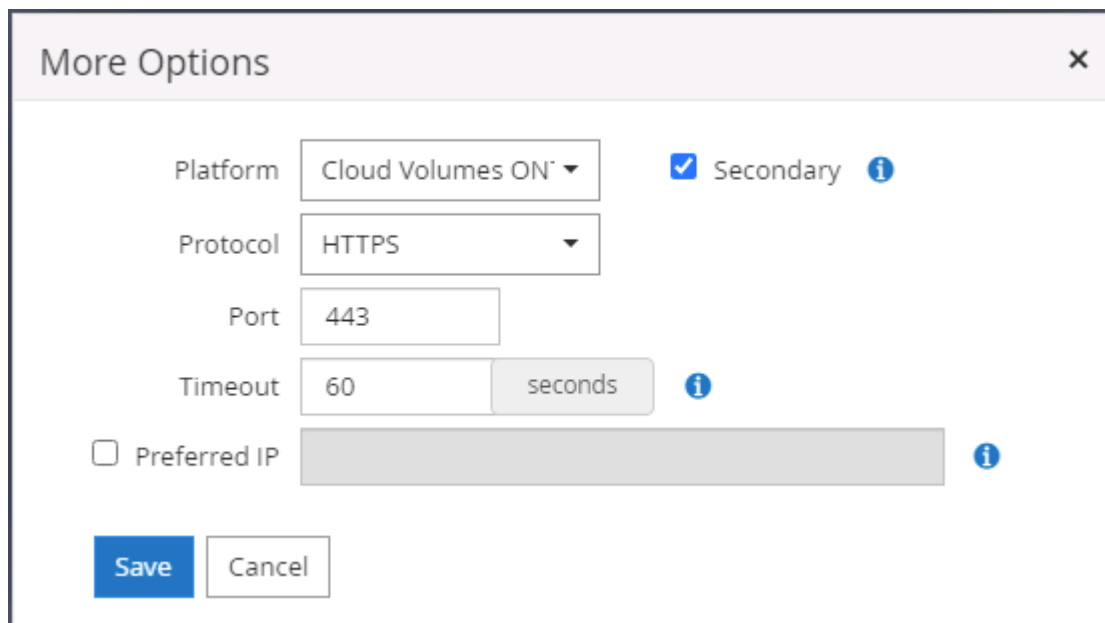 More Options ×
Platform Cloud Volumes ON Secondary
Protocol HTTPS
Port 443
Timeout 60 seconds
Preferred IP
Save Cancel